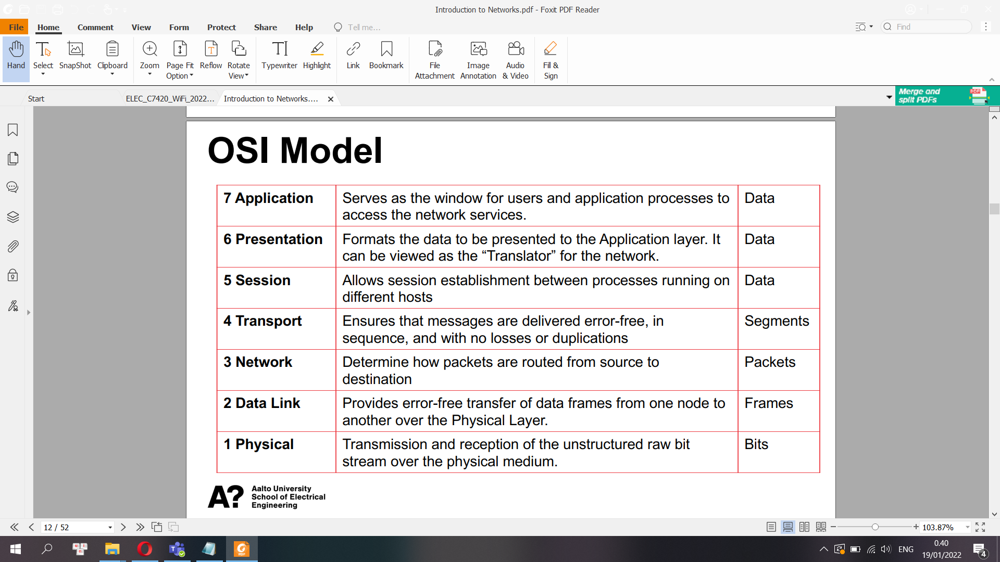 Introduction to Networks.pdf - Foxit PDF Reader
File Home Comment View Form Protect Share Help Tell me... Find
Hand Select SnapShot Clipboard Zoom Page Fit Option Reflow Rotate View Typewriter Highlight Link Bookmark File Attachment Image Annotation Audio & Video Fill & Sign
Start ELEC_C7420_WiFi_2022... Introduction to Networks....
Merge and
split PDFs
PDF
OSI Model
7 Application
Serves as the window for users and application processes to
access the network services.
Data
6 Presentation
Formats the data to be presented to the Application layer. It
can be viewed as the “Translator” for the network.
Data
5 Session
Allows session establishment between processes running on
different hosts
Data
4 Transport
Ensures that messages are delivered error-free, in
sequence, and with no losses or duplications
Segments
3 Network
Determine how packets are routed from source to
destination
Packets
2 Data Link
Provides error-free transfer of data frames from one node to
another over the Physical Layer.
Frames
1 Physical
Transmission and reception of the unstructured raw bit
stream over the physical medium.
Bits
A?
Aalto University
School of Electrical
Engineering
12 / 52
103.87%
ENG
0.40
19/01/2022
4